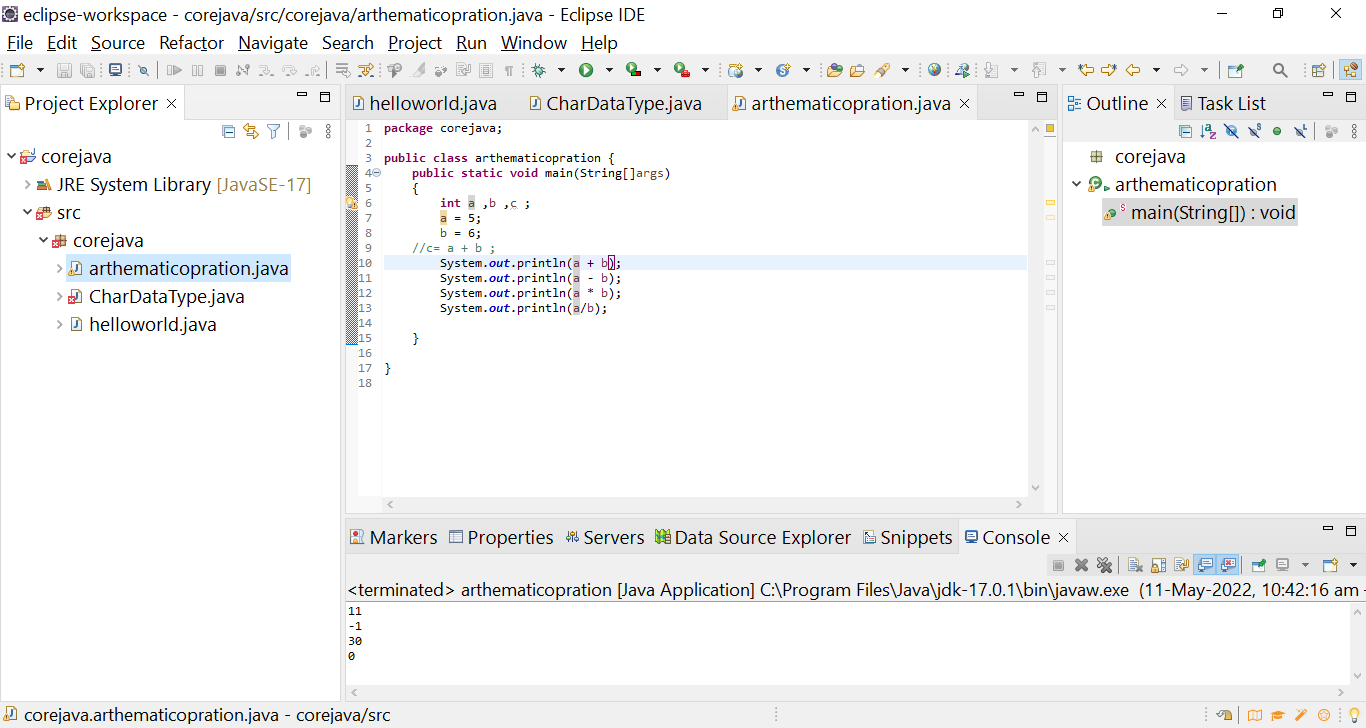 eclipse-workspace - corejava/src/corejava/arthematicopration.java - Eclipse IDE
File Edit Source Refactor Navigate Search Project Run Window Help
Project Explorer
corejava
JRE System Library [JavaSE-17]
src
corejava
arthematicopration.java
CharDataType.java
helloworld.java
helloworld.java CharDataType.java arthematicopration.java
1 package corejava;
2
3 public class arthematicopration {
4 public static void main(String[]args)
5 {
6 int a ,b ,c ;
7 a = 5;
8 b = 6;
9 //c= a + b ;
10 System.out.println(a + b);
11 System.out.println(a - b);
12 System.out.println(a * b);
13 System.out.println(a/b);
14
15 }
16
17 }
18
Outline Task List
corejava
arthematicopration
main(String[]) : void
Markers Properties Servers Data Source Explorer Snippets Console
<terminated> arthematicopration [Java Application] C:\Program Files\Java\jdk-17.0.1\bin\javaw.exe (11-May-2022, 10:42:16 am -
11
-1
30
0
corejava.arthematicopration.java - corejava/src